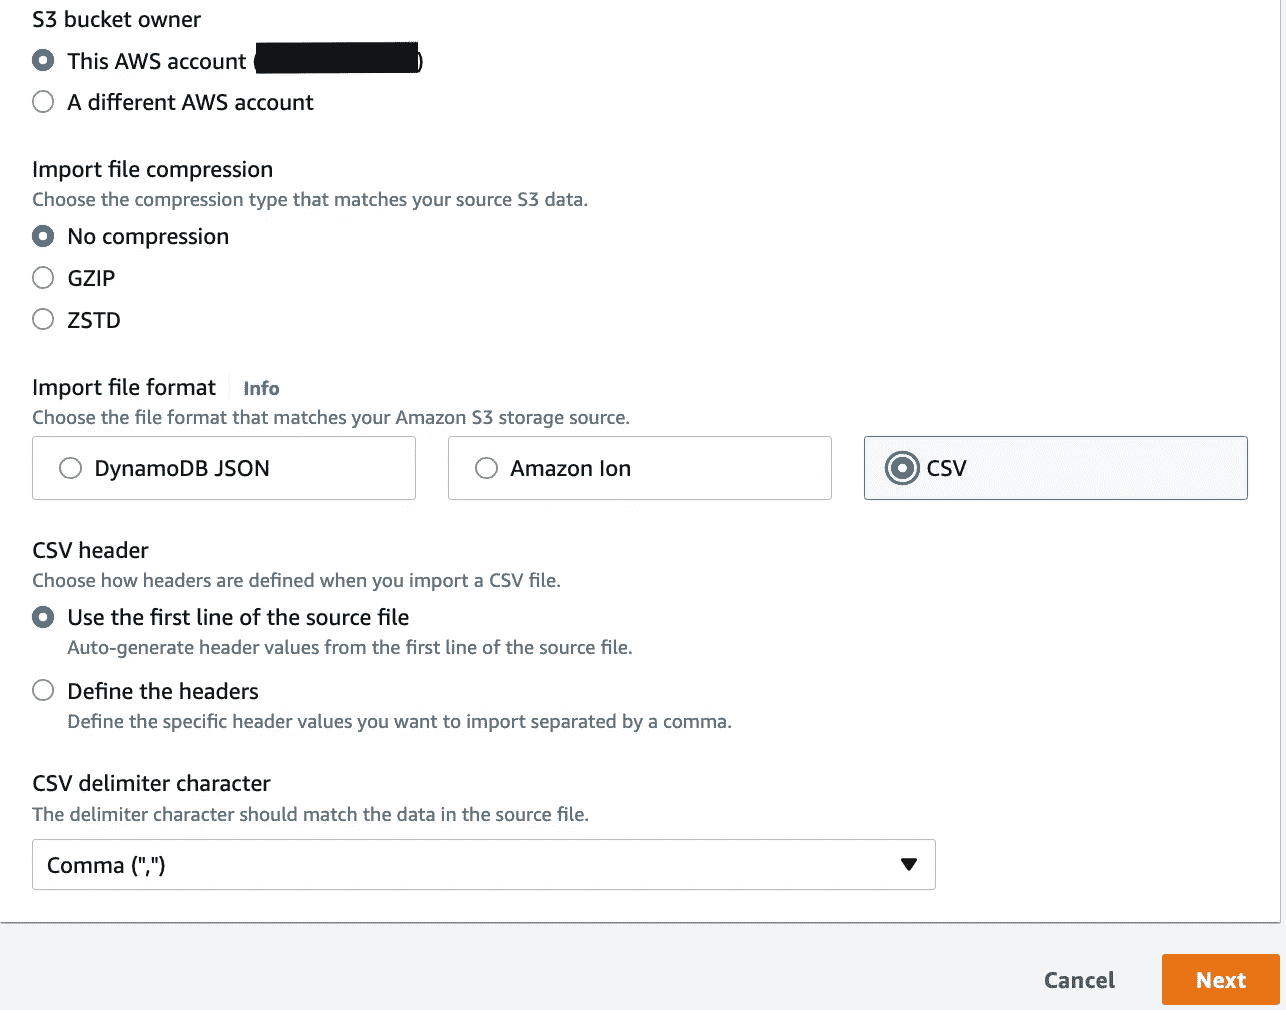 S3 bucket owner
This AWS account ( )
A different AWS account
Import file compression
Choose the compression type that matches your source S3 data.
No compression
GZIP
ZSTD
Import file format Info
Choose the file format that matches your Amazon S3 storage source.
DynamoDB JSON Amazon Ion CSV
CSV header
Choose how headers are defined when you import a CSV file.
Use the first line of the source file
Auto-generate header values from the first line of the source file.
Define the headers
Define the specific header values you want to import separated by a comma.
CSV delimiter character
The delimiter character should match the data in the source file.
Comma (",")
Cancel Next